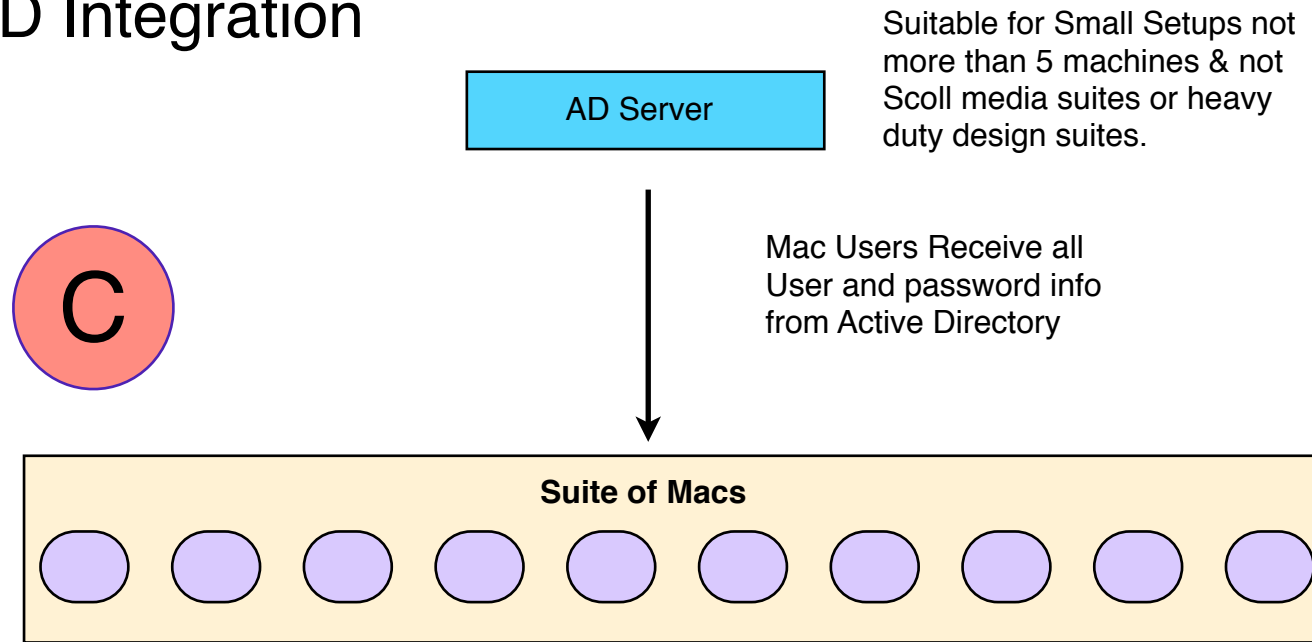 D Integration
Suitable for Small Setups not
more than 5 machines & not
Scoll media suites or heavy
duty design suites.
AD Server
Mac Users Receive all
User and password info
from Active Directory
C
Suite of Macs